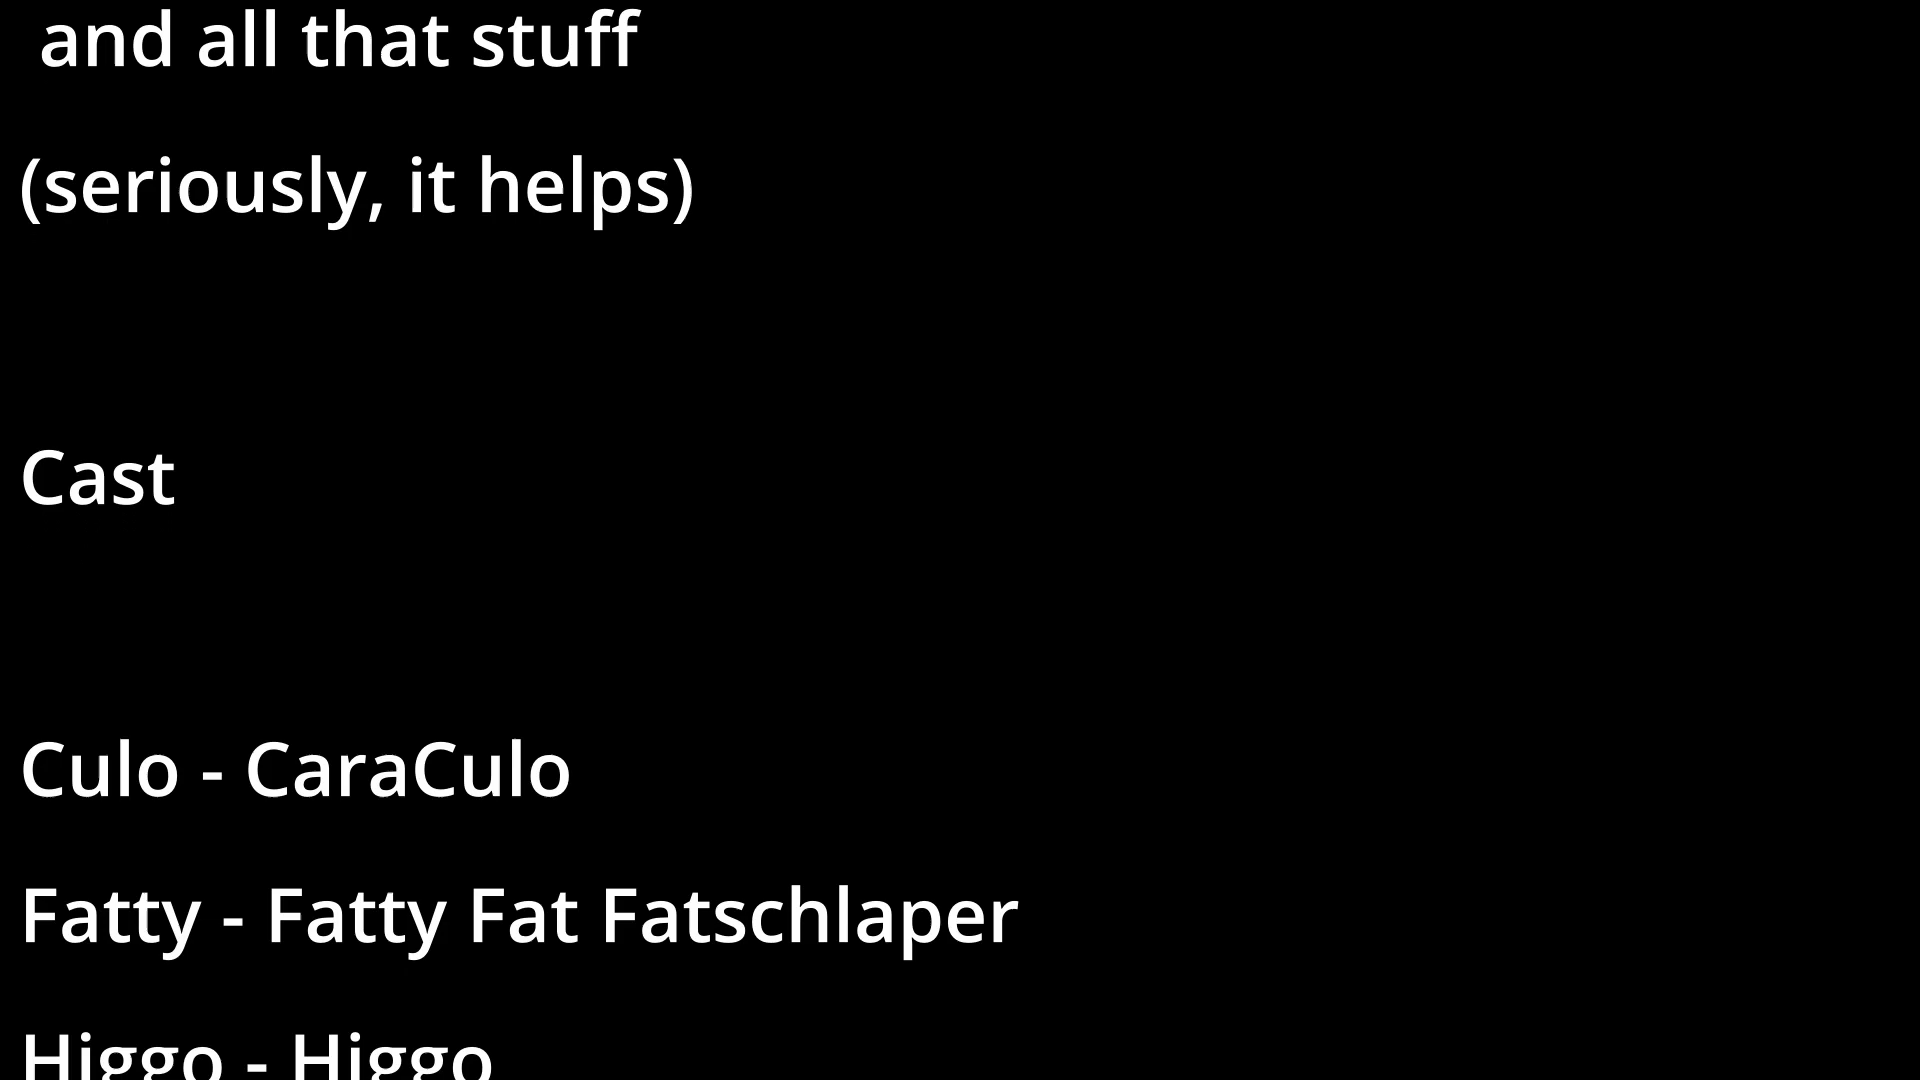 and all that stuff
(seriously, it helps)
Cast
Culo - CaraCulo
Fatty - Fatty Fat Fatschlaper
Higgo - Higgo